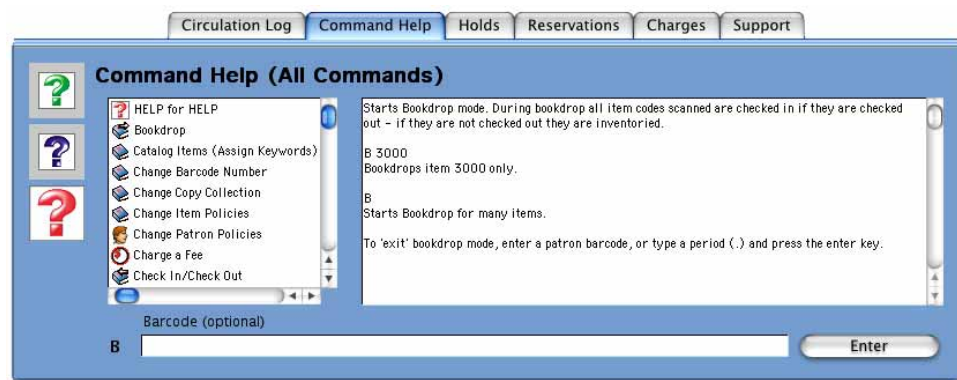 Circulation Log Command Help Holds Reservations Charges Support
Command Help (All Commands)
HELP for HELP
Bookdrop
Catalog Items (Assign Keywords)
Change Barcode Number
Change Copy Collection
Change Item Policies
Change Patron Policies
Charge a Fee
Check In/Check Out
Starts Bookdrop mode. During bookdrop all item codes scanned are checked in if they are checked
out - if they are not checked out they are inventoried.
B 3000
Bookdrops item 3000 only.
B
Starts Bookdrop for many items.
To 'exit' bookdrop mode, enter a patron barcode, or type a period (.) and press the enter key.
Barcode (optional)
B
Enter